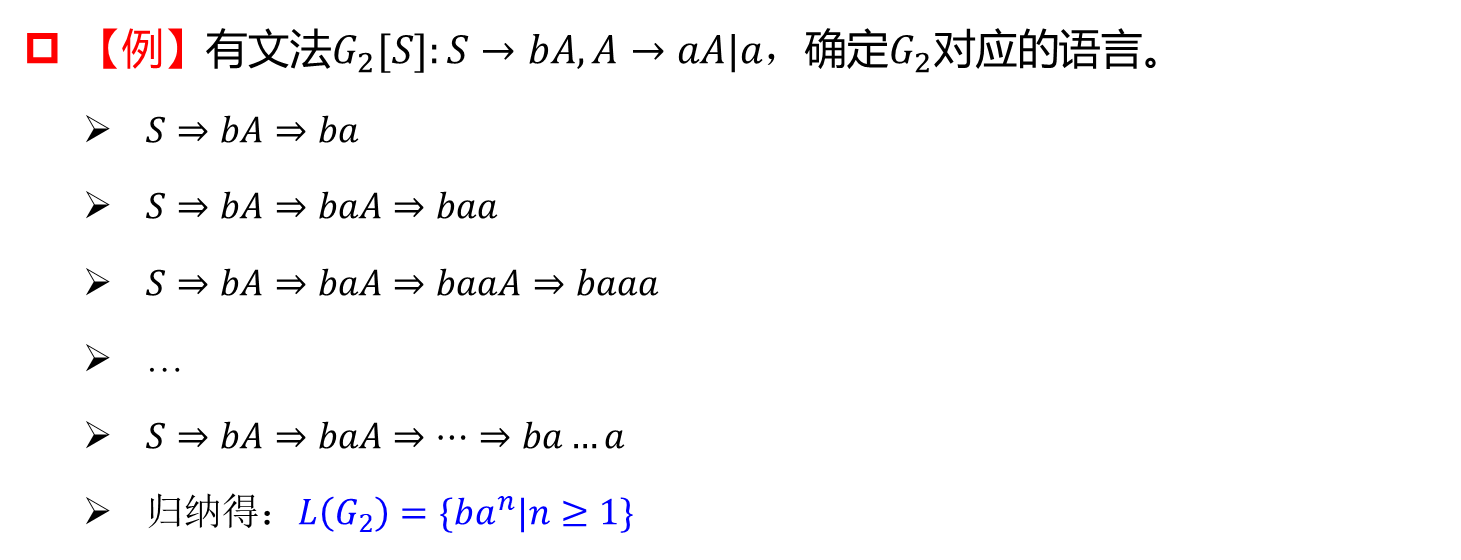 【例】有文法G₂[S]: S → bA, A → aA|a，确定G₂对应的语言。
S ⇒ bA ⇒ ba
S ⇒ bA ⇒ baA ⇒ baa
S ⇒ bA ⇒ baA ⇒ baaA ⇒ baaa
…
S ⇒ bA ⇒ baA ⇒ ⋯ ⇒ ba … a
归纳得：L(G₂) = {baⁿ|n ≥ 1}